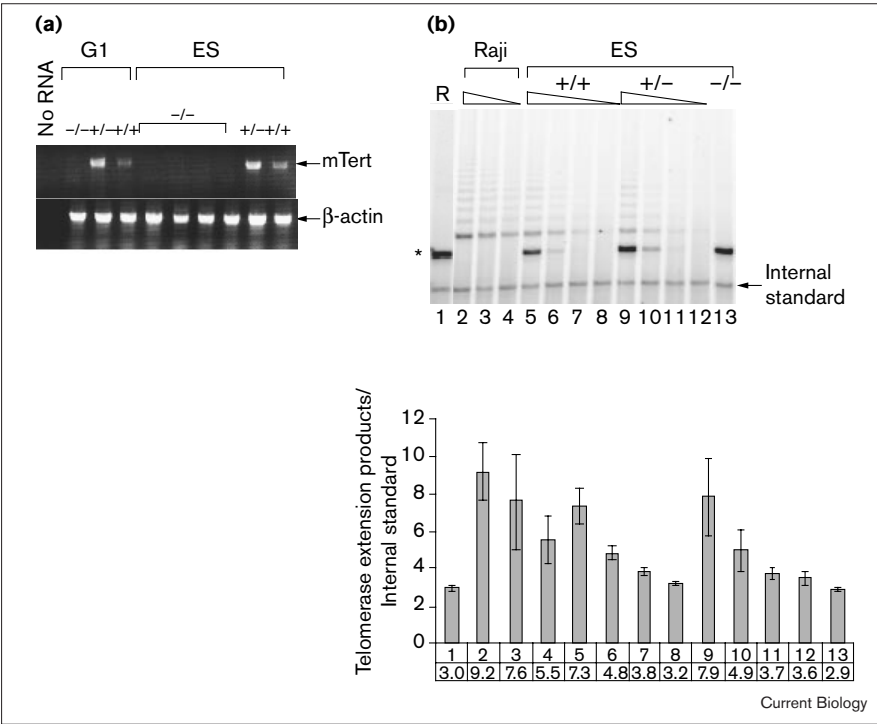 (a)
G1 ES
No RNA
−/− +/− +/+ −/− +/− +/+
mTert
β-actin
(b)
Raji ES
R +/+ +/− −/−
*
Internal
standard
1 2 3 4 5 6 7 8 9 10 11 12 13
Telomerase extension products/
Internal standard
12
10
8
6
4
2
0
1 2 3 4 5 6 7 8 9 10 11 12 13
3.0 9.2 7.6 5.5 7.3 4.8 3.8 3.2 7.9 4.9 3.7 3.6 2.9
Current Biology